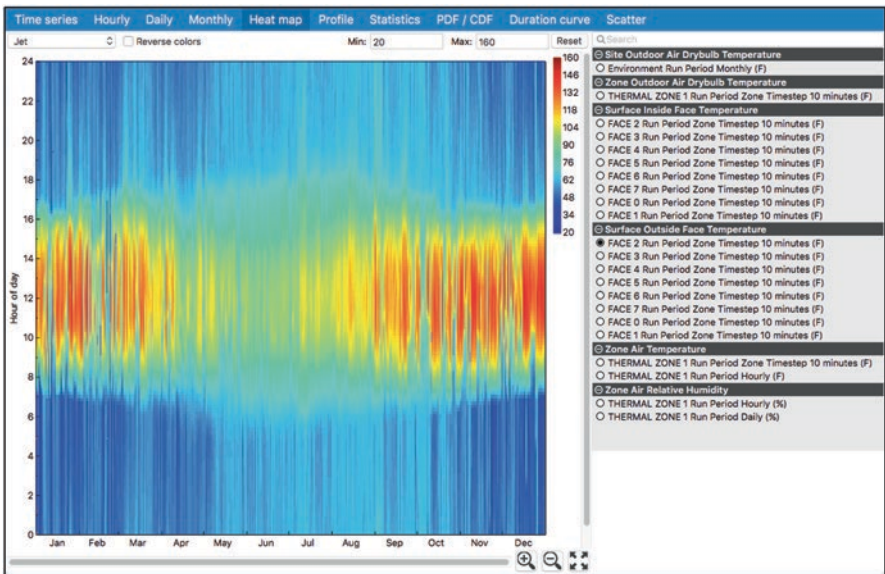 Time series Hourly Daily Monthly Heat map Profile Statistics PDF / CDF Duration curve Scatter
Jet Reverse colors Min: 20 Max: 160 Reset
Search
Site Outdoor Air Drybulb Temperature
Environment Run Period Monthly (F)
Zone Outdoor Air Drybulb Temperature
THERMAL ZONE 1 Run Period Zone Timestep 10 minutes (F)
Surface Inside Face Temperature
FACE 2 Run Period Zone Timestep 10 minutes (F)
FACE 3 Run Period Zone Timestep 10 minutes (F)
FACE 4 Run Period Zone Timestep 10 minutes (F)
FACE 5 Run Period Zone Timestep 10 minutes (F)
FACE 6 Run Period Zone Timestep 10 minutes (F)
FACE 7 Run Period Zone Timestep 10 minutes (F)
FACE 0 Run Period Zone Timestep 10 minutes (F)
FACE 1 Run Period Zone Timestep 10 minutes (F)
Surface Outside Face Temperature
FACE 2 Run Period Zone Timestep 10 minutes (F)
FACE 3 Run Period Zone Timestep 10 minutes (F)
FACE 4 Run Period Zone Timestep 10 minutes (F)
FACE 5 Run Period Zone Timestep 10 minutes (F)
FACE 6 Run Period Zone Timestep 10 minutes (F)
FACE 7 Run Period Zone Timestep 10 minutes (F)
FACE 0 Run Period Zone Timestep 10 minutes (F)
FACE 1 Run Period Zone Timestep 10 minutes (F)
Zone Air Temperature
THERMAL ZONE 1 Run Period Zone Timestep 10 minutes (F)
THERMAL ZONE 1 Run Period Hourly (F)
Zone Air Relative Humidity
THERMAL ZONE 1 Run Period Hourly (%)
THERMAL ZONE 1 Run Period Daily (%)
160
146
132
118
104
90
76
62
48
34
20
Hour of day
24
22
20
18
16
14
12
10
8
6
4
2
0
Jan Feb Mar Apr May Jun Jul Aug Sep Oct Nov Dec